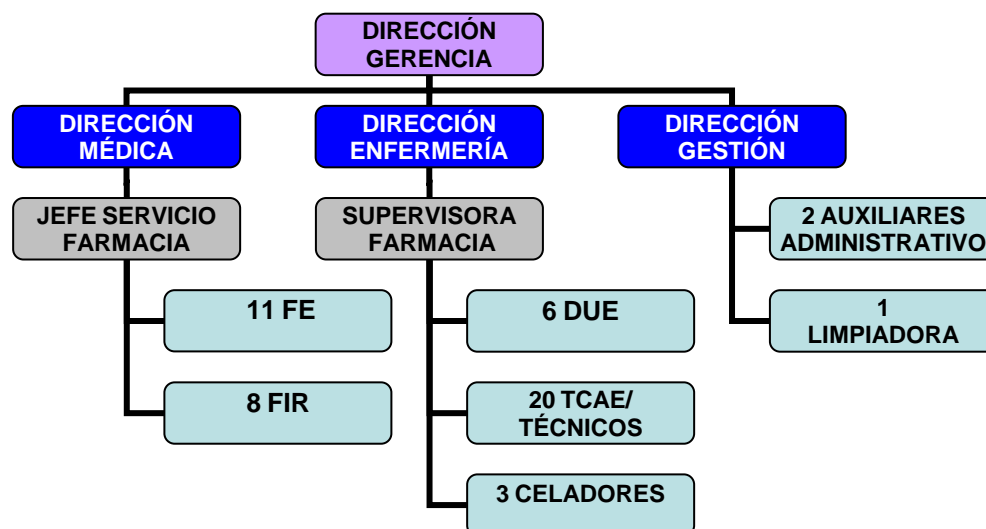 DIRECCIÓN
GERENCIA
DIRECCIÓN
MÉDICA
DIRECCIÓN
ENFERMERÍA
DIRECCIÓN
GESTIÓN
JEFE SERVICIO
FARMACIA
SUPERVISORA
FARMACIA
2 AUXILIARES
ADMINISTRATIVO
11 FE
6 DUE
1
LIMPIADORA
8 FIR
20 TCAE/
TÉCNICOS
3 CELADORES